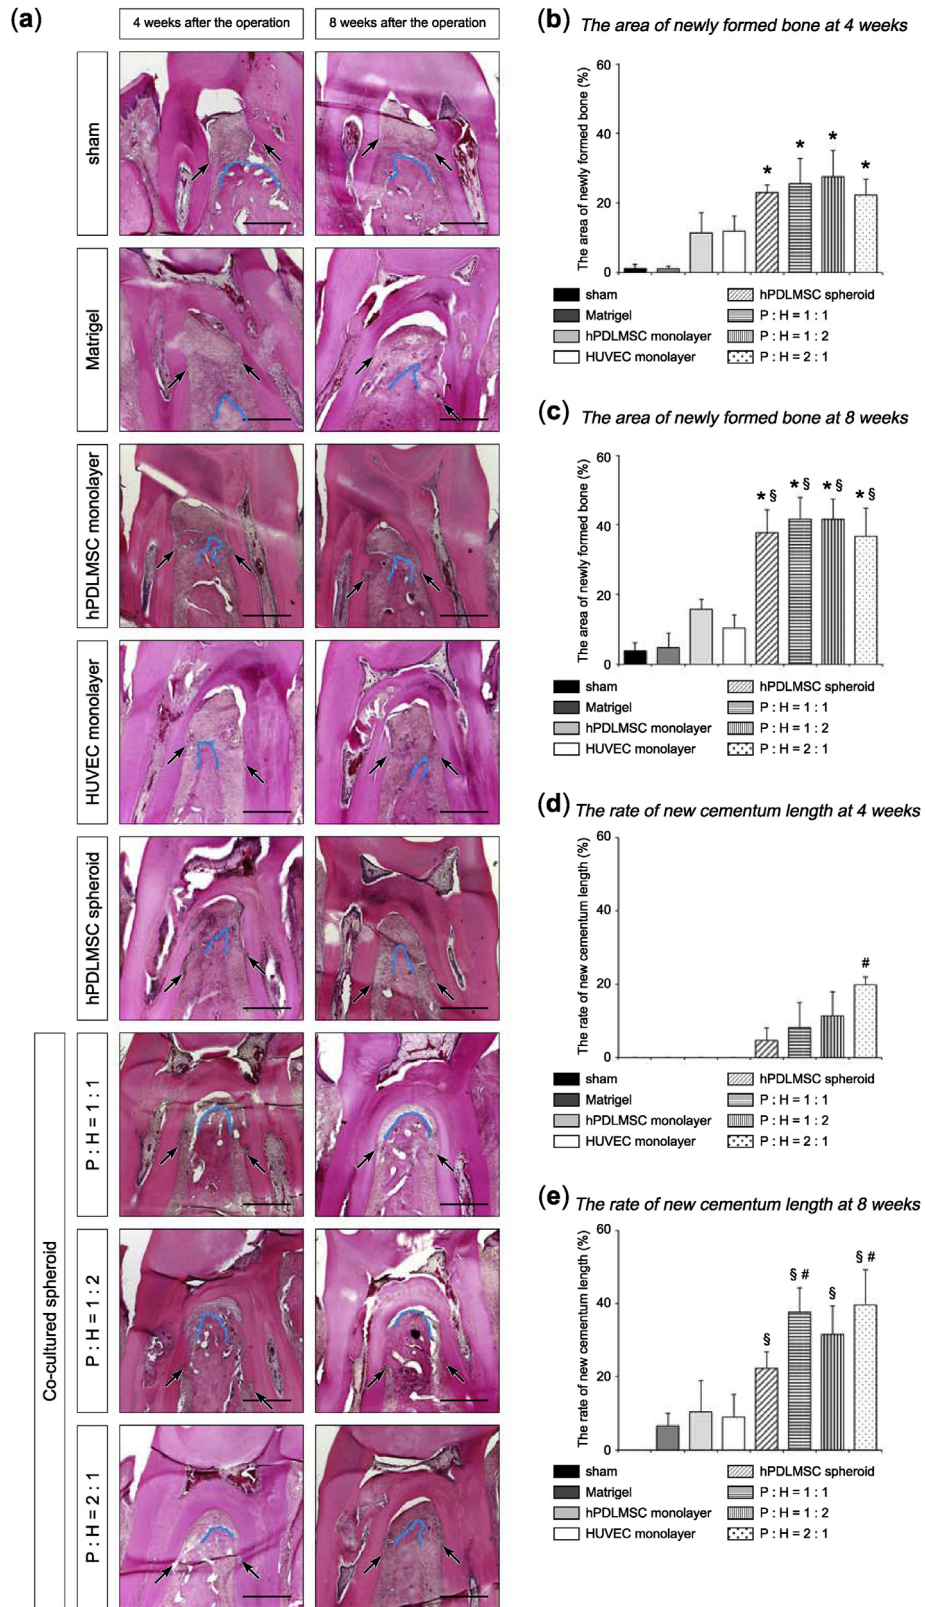 (a)
4 weeks after the operation
8 weeks after the operation
sham
Matrigel
hPDLMSC monolayer
HUVEC monolayer
hPDLMSC spheroid
Co-cultured spheroid
P : H = 1 : 1
P : H = 1 : 2
P : H = 2 : 1
(b) The area of newly formed bone at 4 weeks
The area of newly formed bone (%)
60
40
20
0
* * * *
sham
Matrigel
hPDLMSC monolayer
HUVEC monolayer
hPDLMSC spheroid
P : H = 1 : 1
P : H = 1 : 2
P : H = 2 : 1
(c) The area of newly formed bone at 8 weeks
The area of newly formed bone (%)
60
40
20
0
* § * § * § * §
sham
Matrigel
hPDLMSC monolayer
HUVEC monolayer
hPDLMSC spheroid
P : H = 1 : 1
P : H = 1 : 2
P : H = 2 : 1
(d) The rate of new cementum length at 4 weeks
The rate of new cementum length (%)
60
40
20
0
#
sham
Matrigel
hPDLMSC monolayer
HUVEC monolayer
hPDLMSC spheroid
P : H = 1 : 1
P : H = 1 : 2
P : H = 2 : 1
(e) The rate of new cementum length at 8 weeks
The rate of new cementum length (%)
60
40
20
0
§ § # § § #
sham
Matrigel
hPDLMSC monolayer
HUVEC monolayer
hPDLMSC spheroid
P : H = 1 : 1
P : H = 1 : 2
P : H = 2 : 1